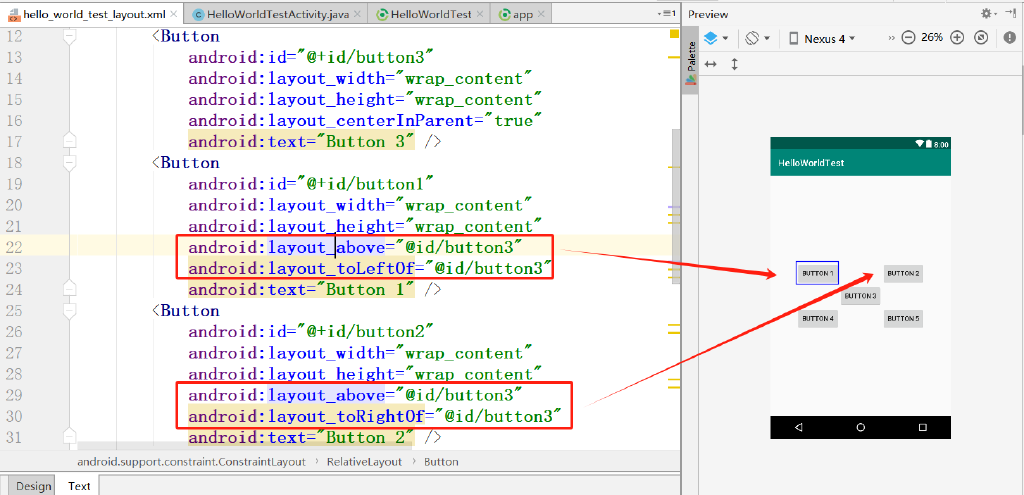 hello_world_test_layout.xml HelloWorldTestActivity.java HelloWorldTest app
12 <Button
13 android:id="@+id/button3"
14 android:layout_width="wrap_content"
15 android:layout_height="wrap_content"
16 android:layout_centerInParent="true"
17 android:text="Button 3" />
18 <Button
19 android:id="@+id/button1"
20 android:layout_width="wrap_content"
21 android:layout_height="wrap_content"
22 android:layout_above="@id/button3"
23 android:layout_toLeftOf="@id/button3"
24 android:text="Button 1" />
25 <Button
26 android:id="@+id/button2"
27 android:layout_width="wrap_content"
28 android:layout_height="wrap_content"
29 android:layout_above="@id/button3"
30 android:layout_toRightOf="@id/button3"
31 android:text="Button 2" />
android.support.constraint.ConstraintLayout › RelativeLayout › Button
Design Text
Preview
Palette
Nexus 4 » 26%
8:00
HelloWorldTest
BUTTON 1 BUTTON 2
BUTTON 3
BUTTON 4 BUTTON 5